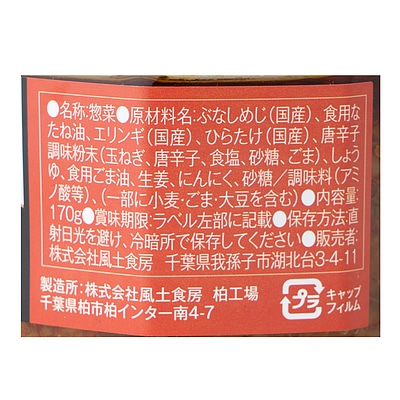 ●名称:惣菜●原材料名:ぶなしめじ(国産)、食用な
たね油、エリンギ(国産)、ひらたけ(国産)、唐辛子
調味粉末(玉ねぎ、唐辛子、食塩、砂糖、ごま)、しょう
ゆ、食用ごま油、生姜、にんにく、砂糖／調味料(アミ
ノ酸等)、(一部に小麦・ごま・大豆を含む)●内容量:
170g●賞味期限:ラベル左部に記載●保存方法:直
射日光を避け、冷暗所で保存してください●販売者:
株式会社風土食房 千葉県我孫子市湖北台3-4-11
製造所:株式会社風土食房 柏工場
千葉県柏市柏インター南4-7
プラ
キャップ
フィルム